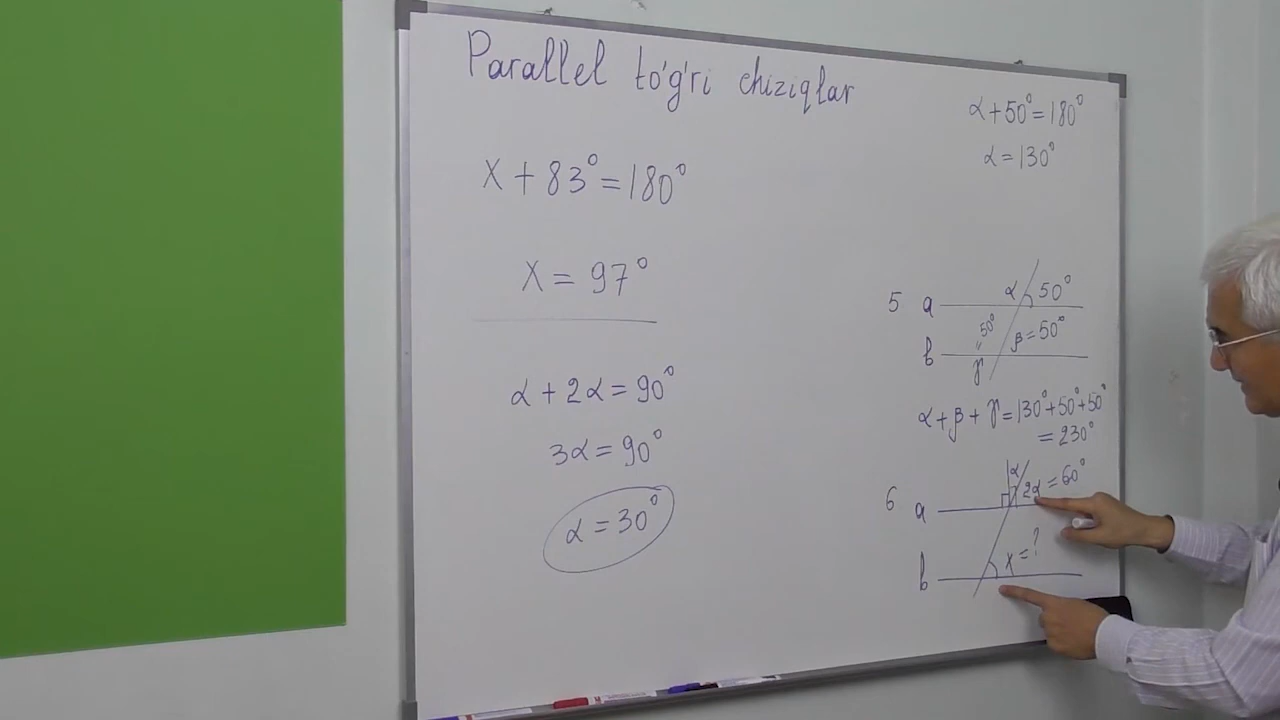 Parallel to'g'ri chiziqlar
x + 83° = 180°
x = 97°
α + 2α = 90°
3α = 90°
α = 30°
α + 50° = 180°
α = 130°
5 a α 50°
50°
b β = 50°
γ
α + β + γ = 130° + 50° + 50°
= 230°
6 a α 2α = 60°
b x = ?